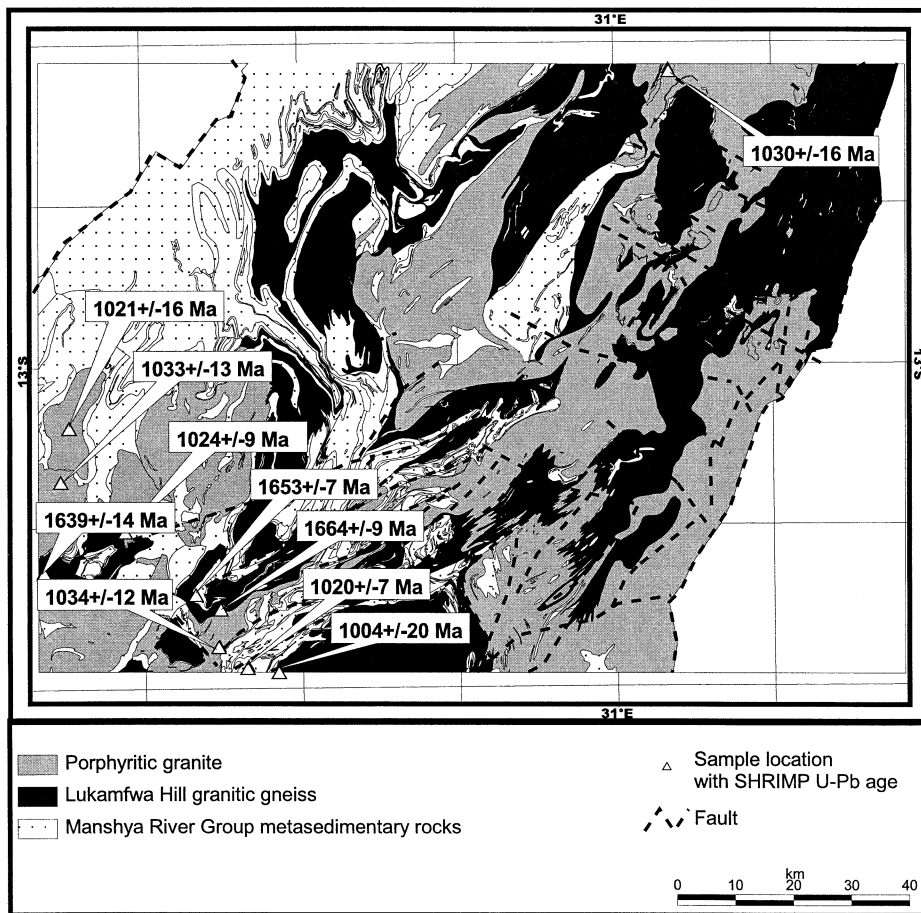 31°E
1030+/-16 Ma
1021+/-16 Ma
13°S
13°S
1033+/-13 Ma
1024+/-9 Ma
1653+/-7 Ma
1639+/-14 Ma
1664+/-9 Ma
1034+/-12 Ma
1020+/-7 Ma
1004+/-20 Ma
31°E
Porphyritic granite
Lukamfwa Hill granitic gneiss
Manshya River Group metasedimentary rocks
Sample location
with SHRIMP U-Pb age
Fault
km
0 10 20 30 40